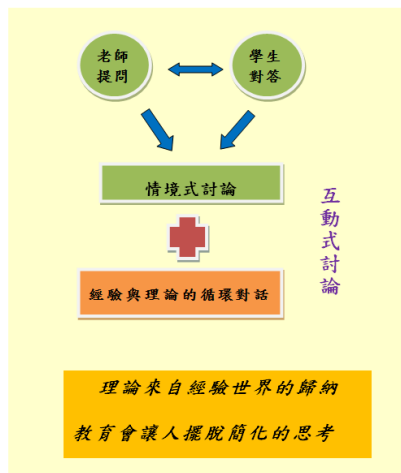 老師
提問
學生
對答
情境式討論
互動式討論
經驗與理論的循環對話
理論來自經驗世界的歸納
教育會讓人擺脫簡化的思考